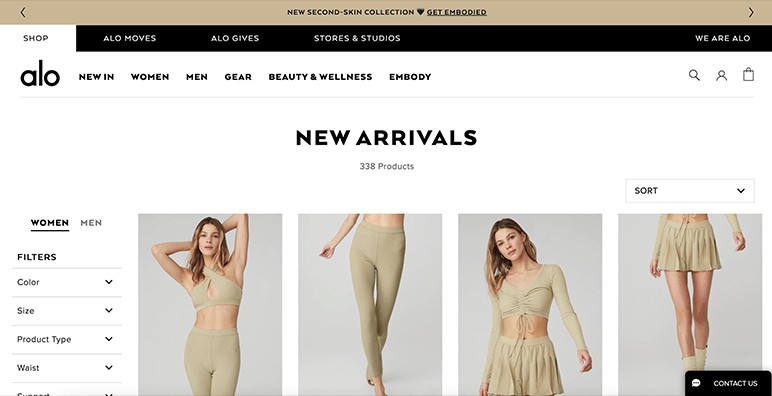 NEW SECOND-SKIN COLLECTION 🖤 GET EMBODIED
SHOP ALO MOVES ALO GIVES STORES & STUDIOS WE ARE ALO
alo NEW IN WOMEN MEN GEAR BEAUTY & WELLNESS EMBODY
NEW ARRIVALS
338 Products
SORT
WOMEN MEN
FILTERS
Color
Size
Product Type
Waist
Support
CONTACT US